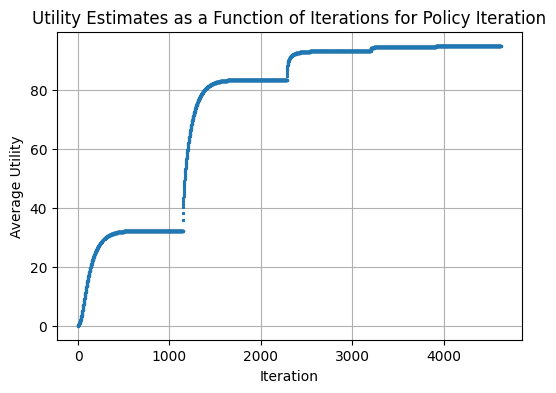 Utility Estimates as a Function of Iterations for Policy Iteration
Average Utility
80
60
40
20
0
0 1000 2000 3000 4000
Iteration